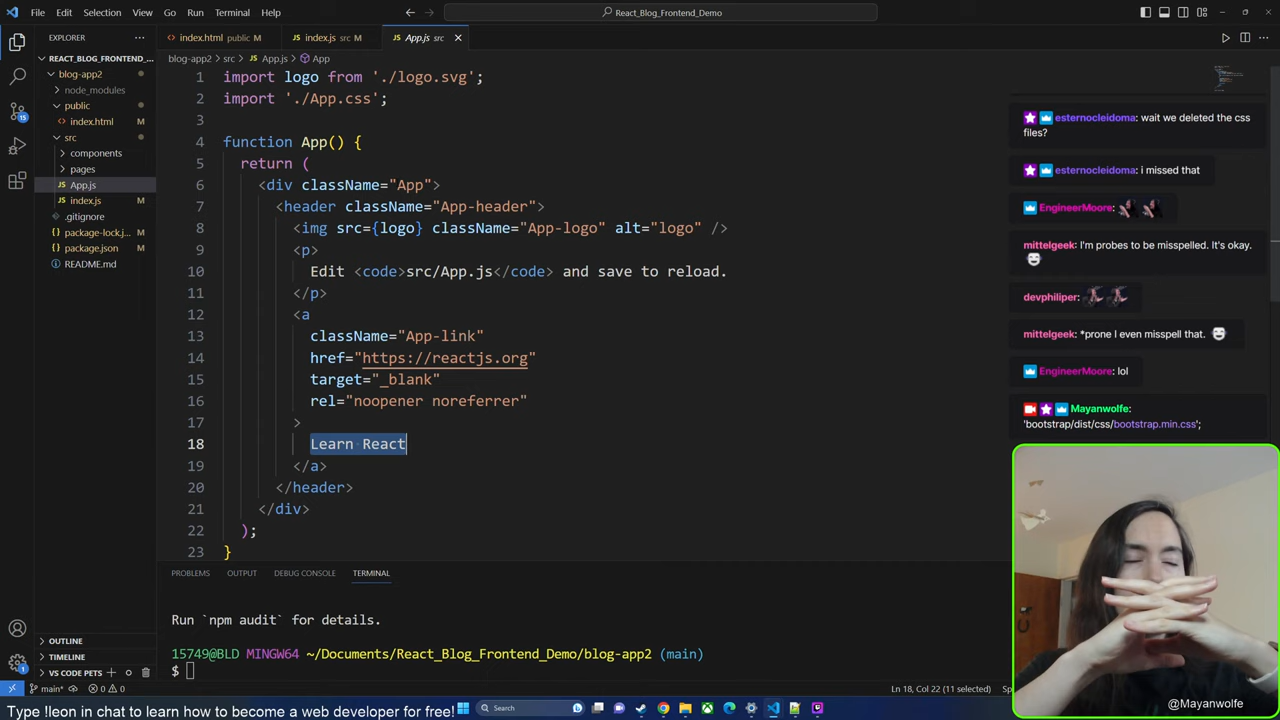 File Edit Selection View Go Run Terminal Help
React_Blog_Frontend_Demo
EXPLORER
index.html public M
index.js src M
App.js src
REACT_BLOG_FRONTEND_...
blog-app2
node_modules
public
index.html
src
components
pages
App.js
index.js
.gitignore
package-lock.j...
package.json
README.md
OUTLINE
TIMELINE
VS CODE PETS
15
1
blog-app2 > src > App.js > App
1 import logo from './logo.svg';
2 import './App.css';
3
4 function App() {
5 return (
6 <div className="App">
7 <header className="App-header">
8 <img src={logo} className="App-logo" alt="logo" />
9 <p>
10 Edit <code>src/App.js</code> and save to reload.
11 </p>
12 <a
13 className="App-link"
14 href="https://reactjs.org"
15 target="_blank"
16 rel="noopener noreferrer"
17 >
18 Learn React
19 </a>
20 </header>
21 </div>
22 );
23 }
PROBLEMS OUTPUT DEBUG CONSOLE TERMINAL
Run `npm audit` for details.
15749@BLD MINGW64 ~/Documents/React_Blog_Frontend_Demo/blog-app2 (main)
$
esternocleidoma: wait we deleted the css
files?
esternocleidoma: i missed that
EngineerMoore:
mittelgeek: I'm probes to be misspelled. It's okay.
devphiliper:
mittelgeek: *prone I even misspell that.
EngineerMoore: lol
Mayanwolfe:
'bootstrap/dist/css/bootstrap.min.css';
@Mayanwolfe
main* 0 0
Ln 18, Col 22 (11 selected)
Type !leon in chat to learn how to become a web developer for free!
Search